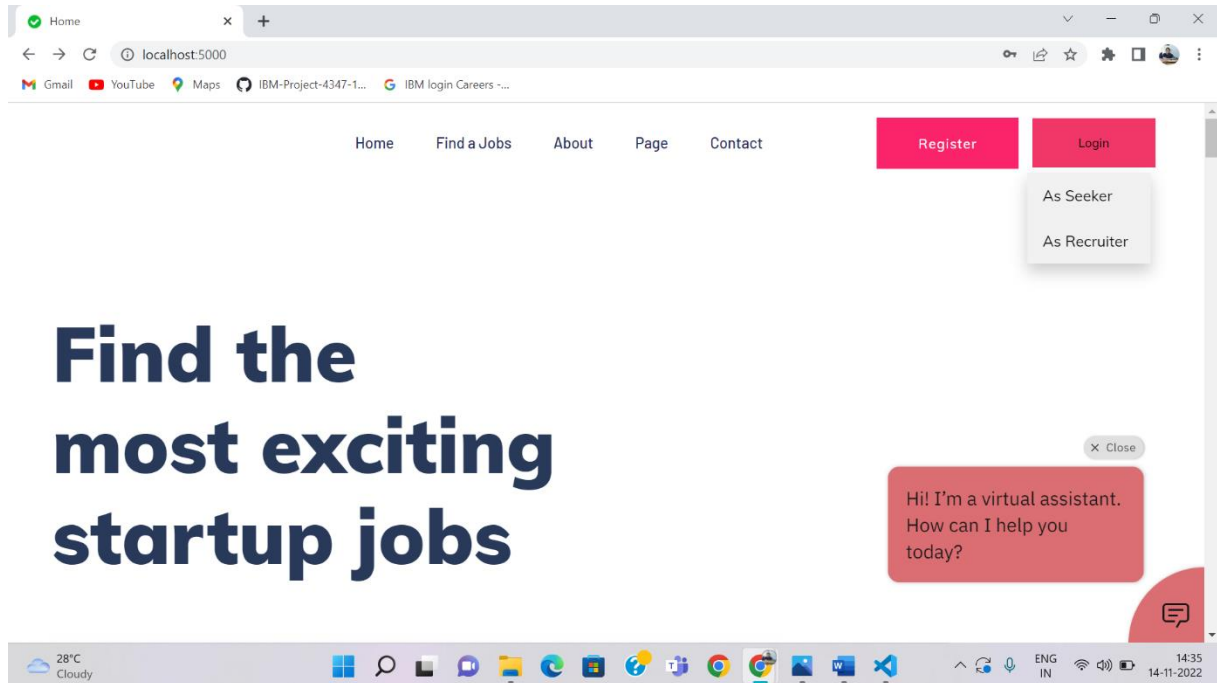 Home
localhost:5000
Gmail YouTube Maps IBM-Project-4347-1... IBM login Careers -...
Home Find a Jobs About Page Contact Register Login
As Seeker
As Recruiter
Find the
most exciting
startup jobs
× Close
Hi! I'm a virtual assistant.
How can I help you
today?
28°C
Cloudy
ENG
IN
14:35
14-11-2022